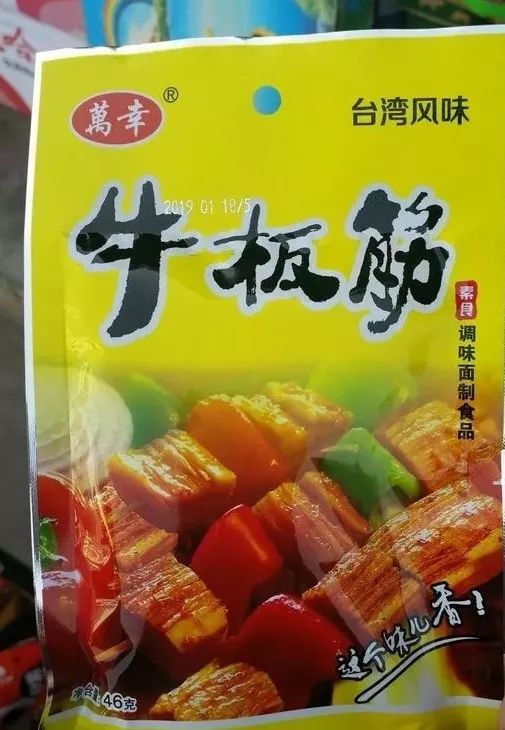 萬幸®
台湾风味
2019 01 18/5
牛板筋
素食
调味面制食品
这个味儿香！
净含量:46克